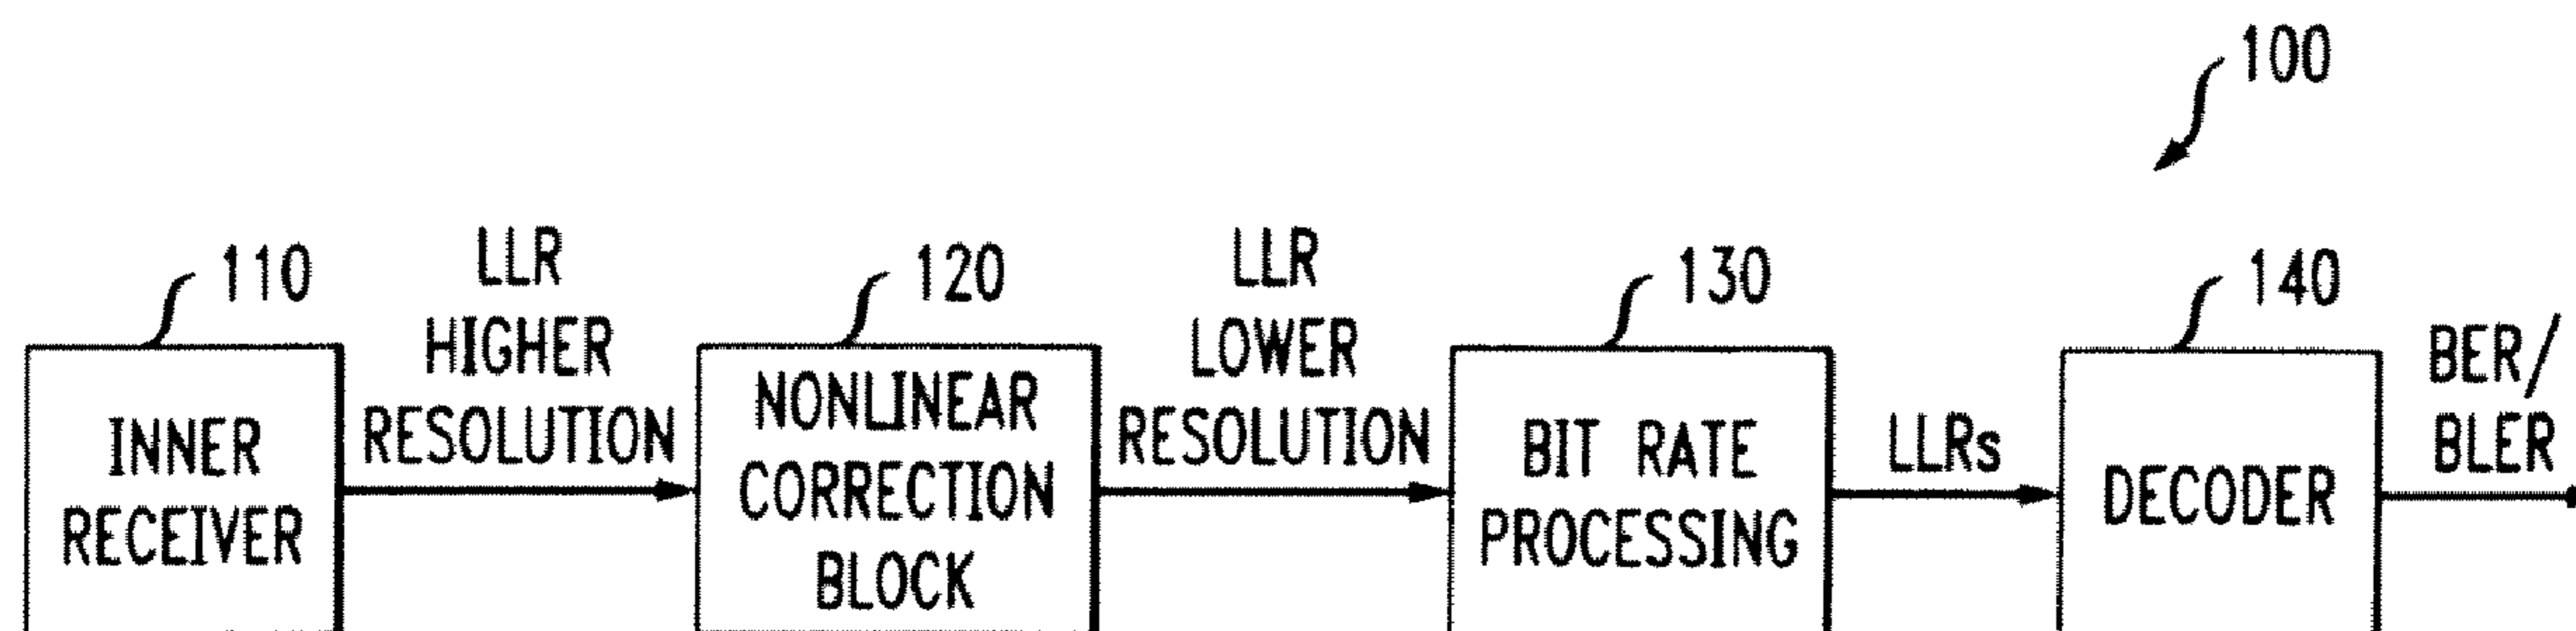 100
110
LLR
HIGHER
RESOLUTION
120
LLR
LOWER
RESOLUTION
130
140
BER/
BLER
INNER
RECEIVER
NONLINEAR
CORRECTION
BLOCK
BIT RATE
PROCESSING
LLRs
DECODER